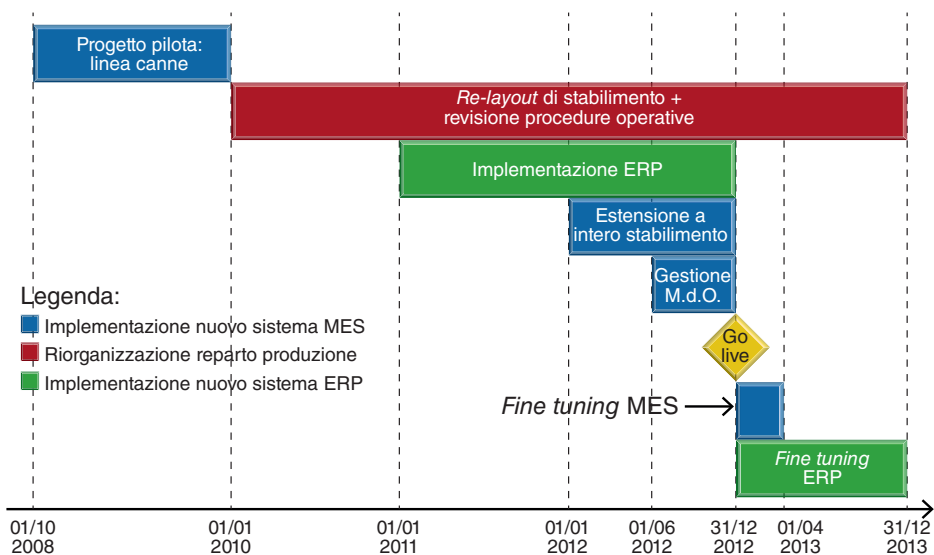 Progetto pilota:
linea canne
Re-layout di stabilimento +
revisione procedure operative
Implementazione ERP
Estensione a
intero stabilimento
Gestione
M.d.O.
Legenda:
Implementazione nuovo sistema MES
Riorganizzazione reparto produzione
Implementazione nuovo sistema ERP
Go
live
Fine tuning MES
Fine tuning
ERP
01/10
2008
01/01
2010
01/01
2011
01/01
2012
01/06
2012
31/12
2012
01/04
2013
31/12
2013